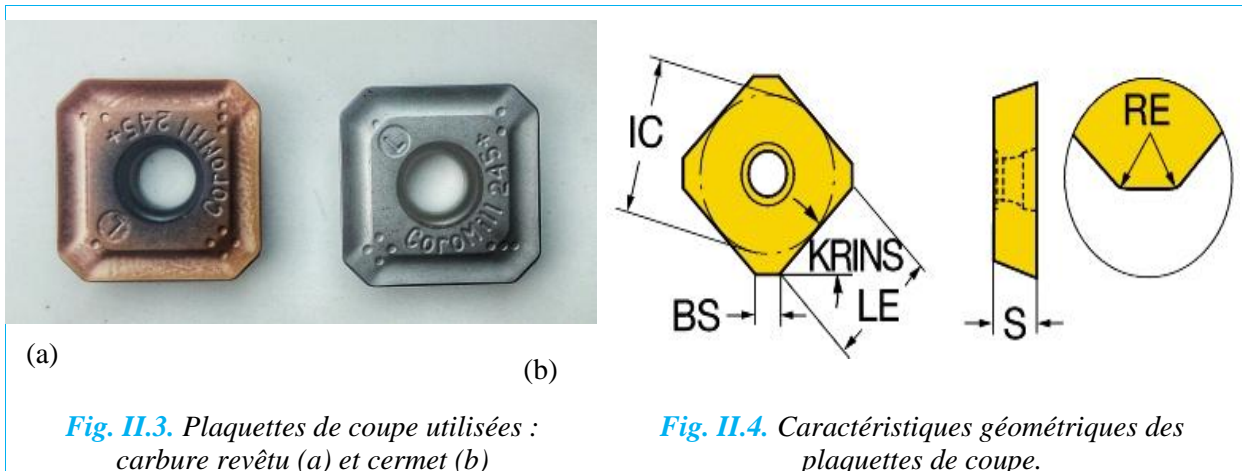 CoroMill 245+
L
CoroMill 245+
L
(a)
(b)
IC
KRINS
LE
BS
S
RE
Fig. II.3. Plaquettes de coupe utilisées :
carbure revêtu (a) et cermet (b)
Fig. II.4. Caractéristiques géométriques des
plaquettes de coupe.